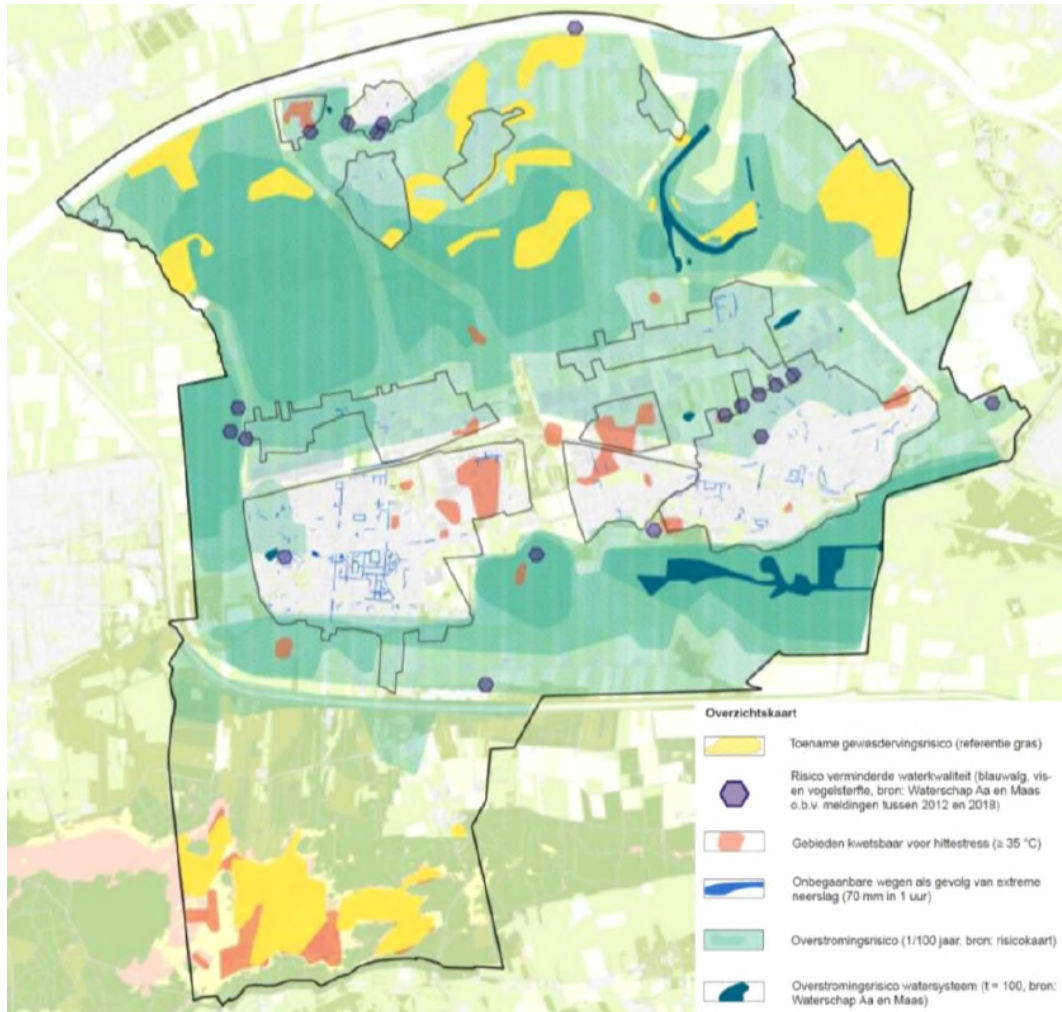 Overzichtskaart
Toename gewasdervingsrisico (referentie gras)
Risico verminderde waterkwaliteit (blauwalg, vis-
en vogelsterfte, bron: Waterschap Aa en Maas
o.b.v. meldingen tussen 2012 en 2018)
Gebieden kwetsbaar voor hittestress (≥ 35 °C)
Onbegaanbare wegen als gevolg van extreme
neerslag (70 mm in 1 uur)
Overstromingsrisico (1/100 jaar, bron: risicokaart)
Overstromingsrisico watersysteem (t = 100, bron:
Waterschap Aa en Maas)